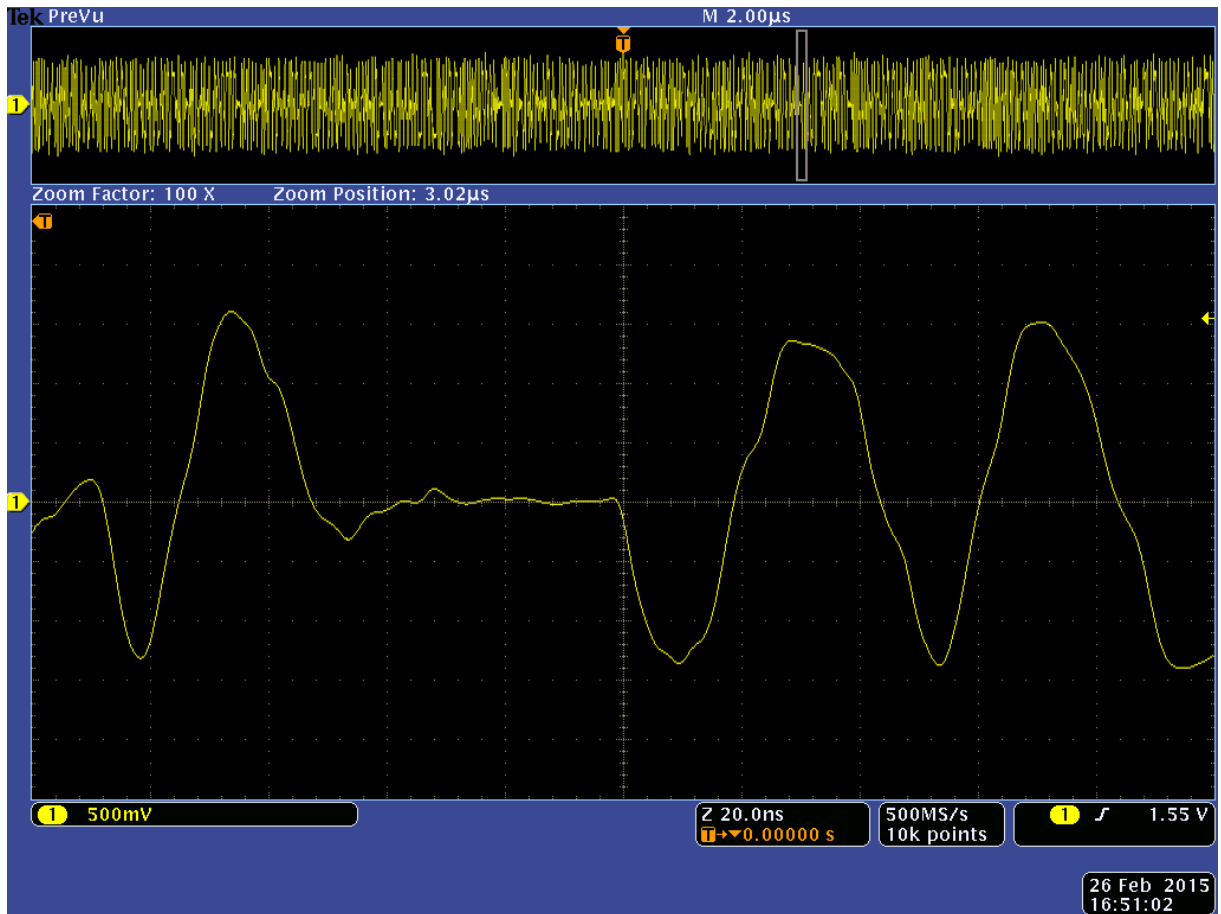 Tek PreVu M 2.00µs
T
1
Zoom Factor: 100 X Zoom Position: 3.02µs
T
1
1 500mV
Z 20.0ns
T→▼0.00000 s
500MS/s
10k points
1 1.55 V
26 Feb 2015
16:51:02